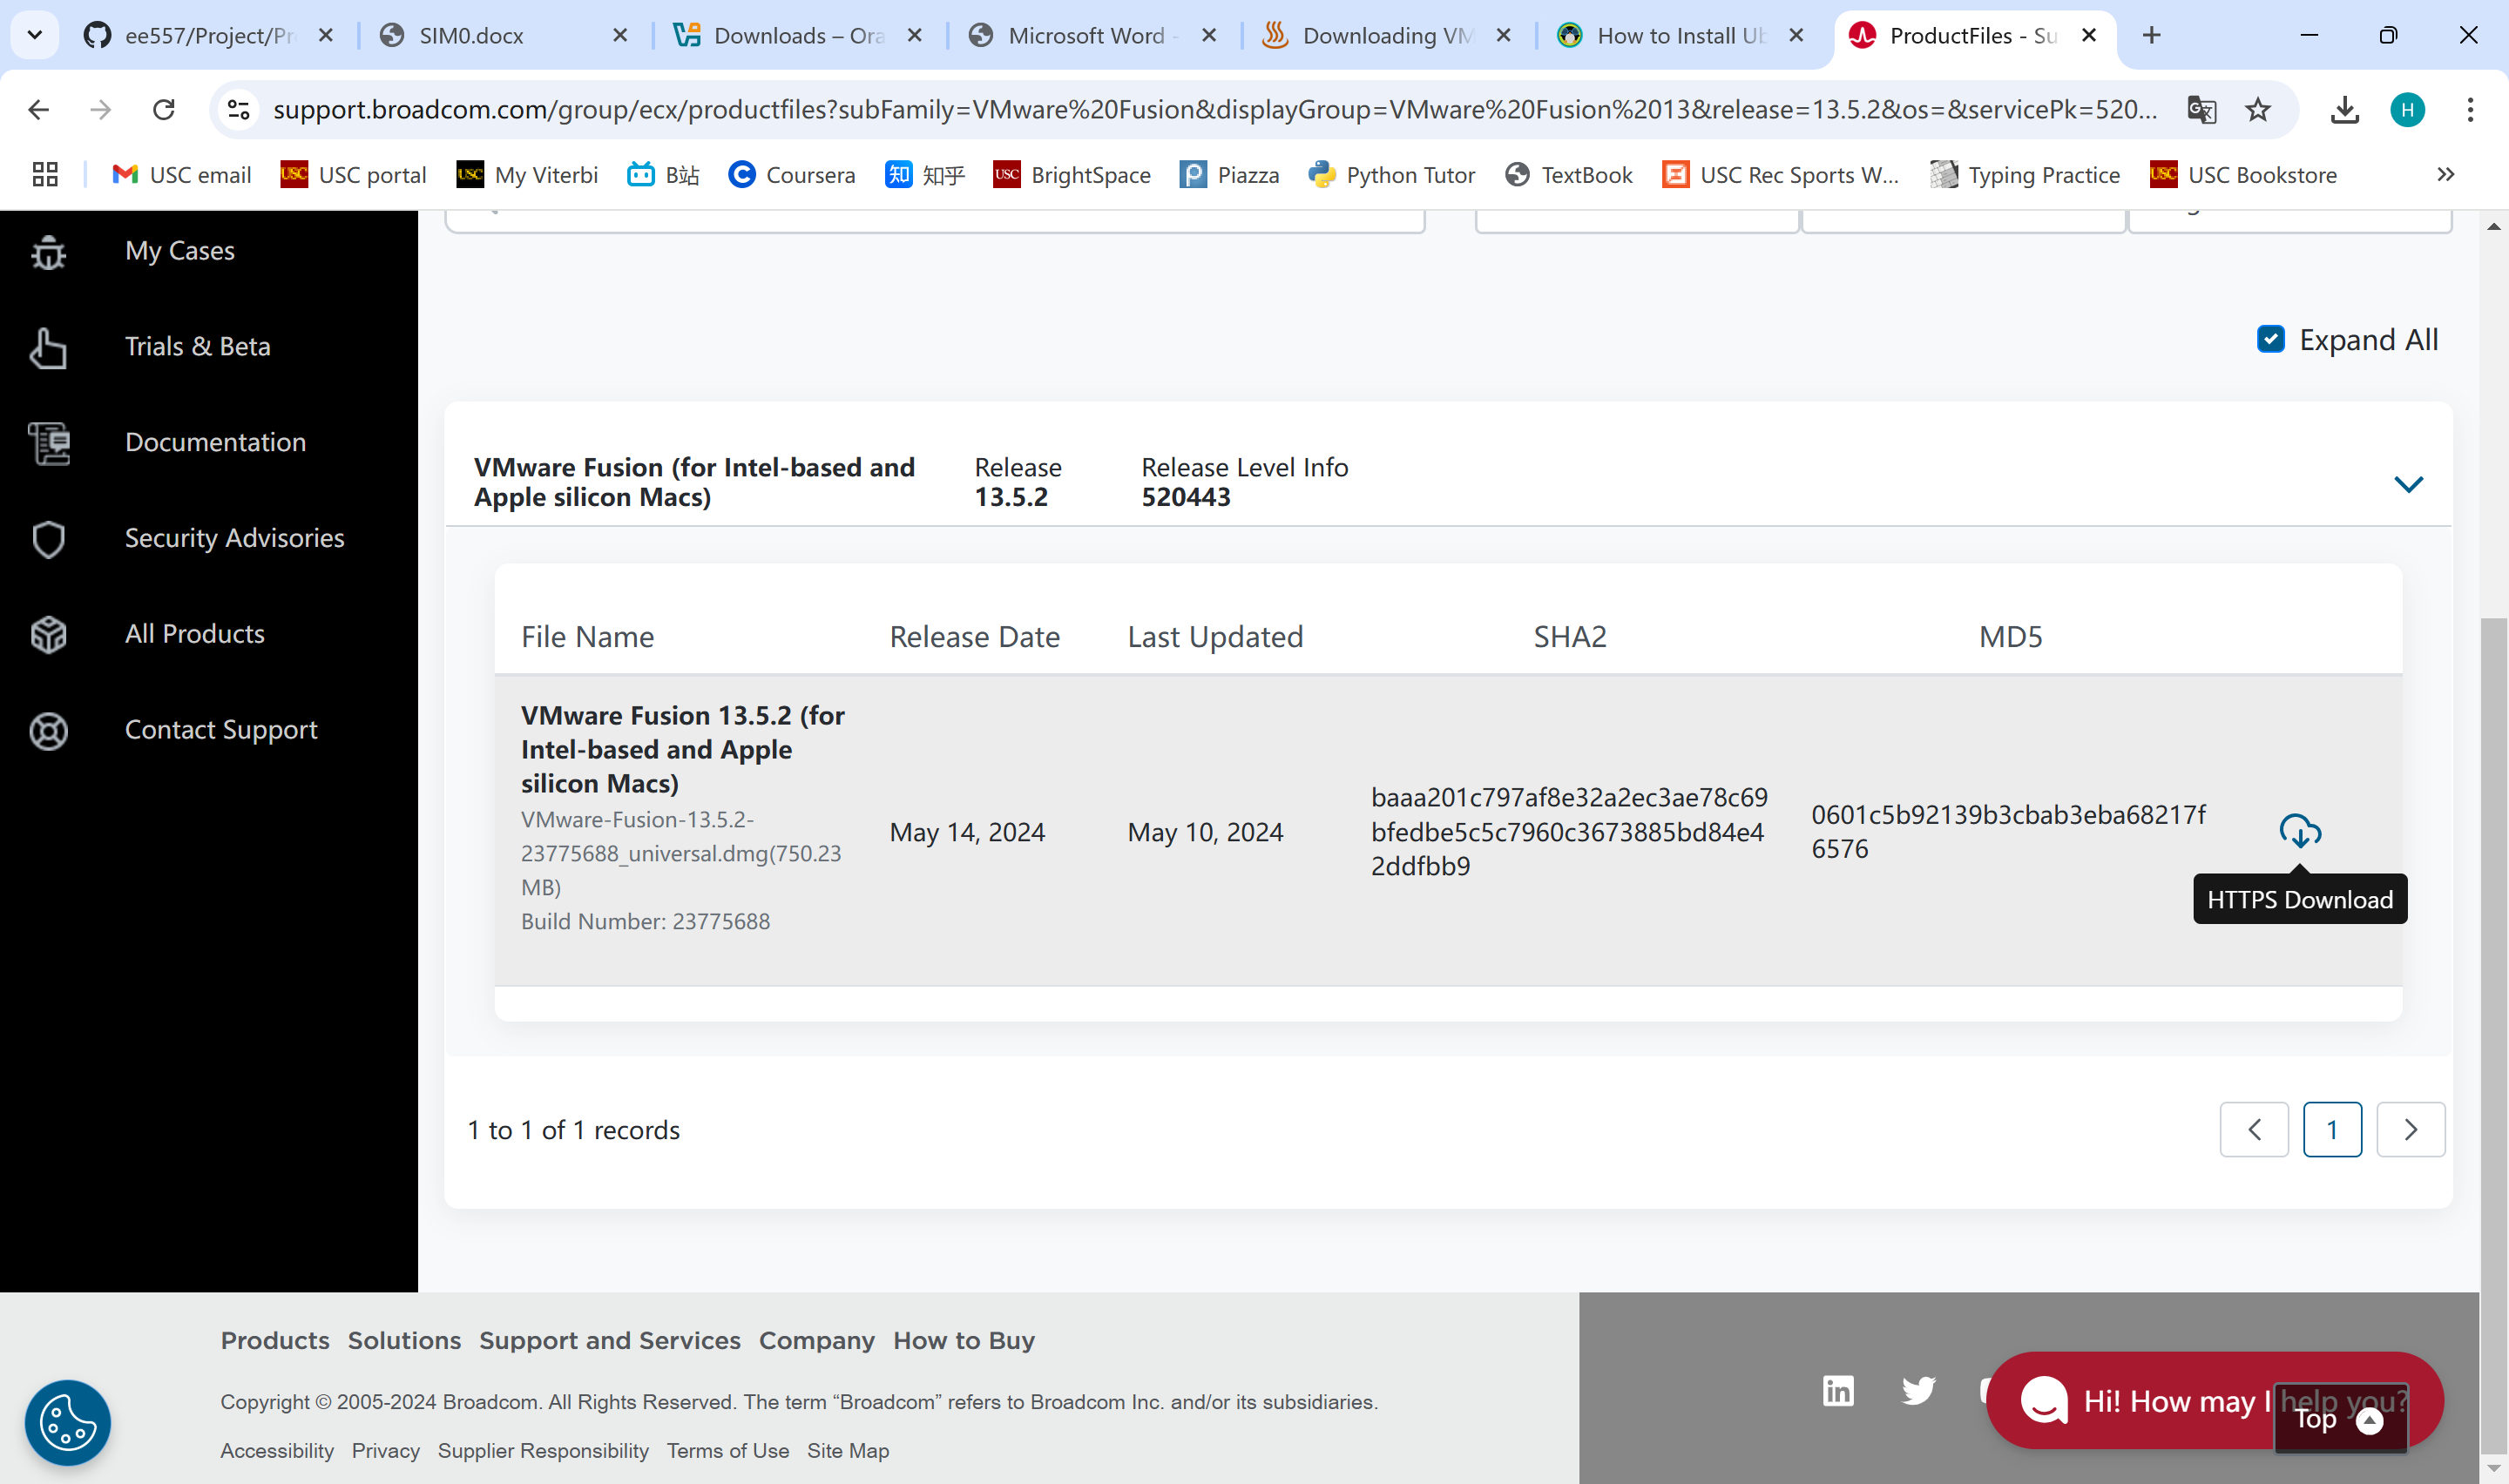 ee557/Project/Pr
SIM0.docx
Downloads – Ora
Microsoft Word -
Downloading VM
How to Install Ub
ProductFiles - Su
support.broadcom.com/group/ecx/productfiles?subFamily=VMware%20Fusion&displayGroup=VMware%20Fusion%2013&release=13.5.2&os=&servicePk=520...
H
USC email
USC portal
My Viterbi
B站
Coursera
知乎
BrightSpace
Piazza
Python Tutor
TextBook
USC Rec Sports W...
Typing Practice
USC Bookstore
My Cases
Trials & Beta
Documentation
Security Advisories
All Products
Contact Support
Expand All
VMware Fusion (for Intel-based and
Apple silicon Macs)
Release
13.5.2
Release Level Info
520443
File Name
Release Date
Last Updated
SHA2
MD5
VMware Fusion 13.5.2 (for
Intel-based and Apple
silicon Macs)
VMware-Fusion-13.5.2-
23775688_universal.dmg(750.23
MB)
Build Number: 23775688
May 14, 2024
May 10, 2024
baaa201c797af8e32a2ec3ae78c69
bfedbe5c5c7960c3673885bd84e4
2ddfbb9
0601c5b92139b3cbab3eba68217f
6576
HTTPS Download
1 to 1 of 1 records
1
Products Solutions Support and Services Company How to Buy
Copyright © 2005-2024 Broadcom. All Rights Reserved. The term “Broadcom” refers to Broadcom Inc. and/or its subsidiaries.
Accessibility Privacy Supplier Responsibility Terms of Use Site Map
Hi! How may I help you?
Top